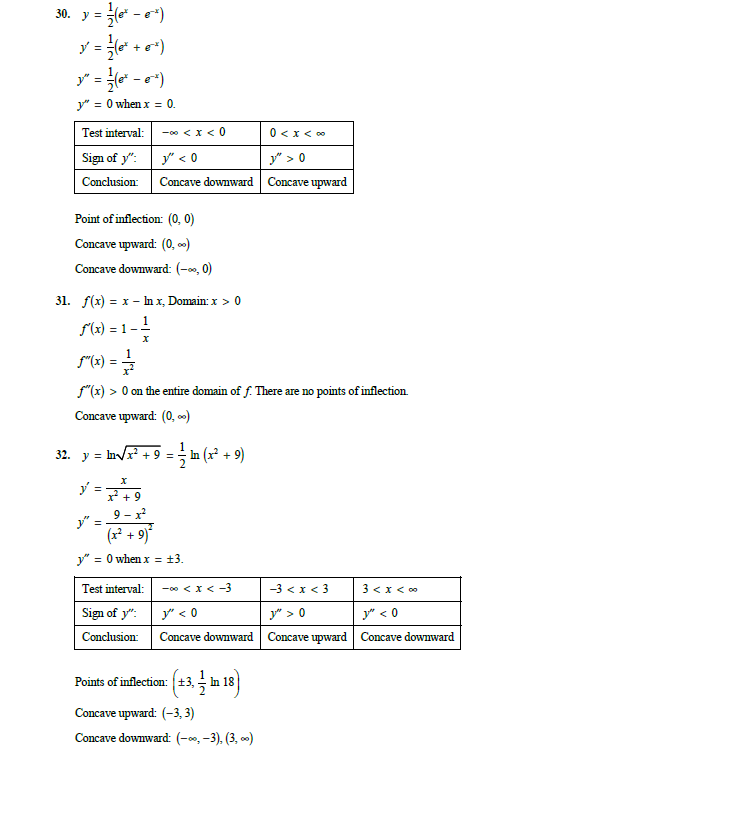 30. y = 1/2(eˣ − e⁻ˣ)
y′ = 1/2(eˣ + e⁻ˣ)
y″ = 1/2(eˣ − e⁻ˣ)
y″ = 0 when x = 0.
Test interval: −∞ < x < 0 0 < x < ∞
Sign of y″: y″ < 0 y″ > 0
Conclusion: Concave downward Concave upward
Point of inflection: (0, 0)
Concave upward: (0, ∞)
Concave downward: (−∞, 0)
31. f(x) = x − ln x, Domain: x > 0
f′(x) = 1 − 1/x
f″(x) = 1/x²
f″(x) > 0 on the entire domain of f. There are no points of inflection.
Concave upward: (0, ∞)
32. y = ln√(x² + 9) = 1/2 ln (x² + 9)
y′ = x/(x² + 9)
y″ = (9 − x²)/(x² + 9)²
y″ = 0 when x = ±3.
Test interval: −∞ < x < −3 −3 < x < 3 3 < x < ∞
Sign of y″: y″ < 0 y″ > 0 y″ < 0
Conclusion: Concave downward Concave upward Concave downward
Points of inflection: (±3, 1/2 ln 18)
Concave upward: (−3, 3)
Concave downward: (−∞, −3), (3, ∞)